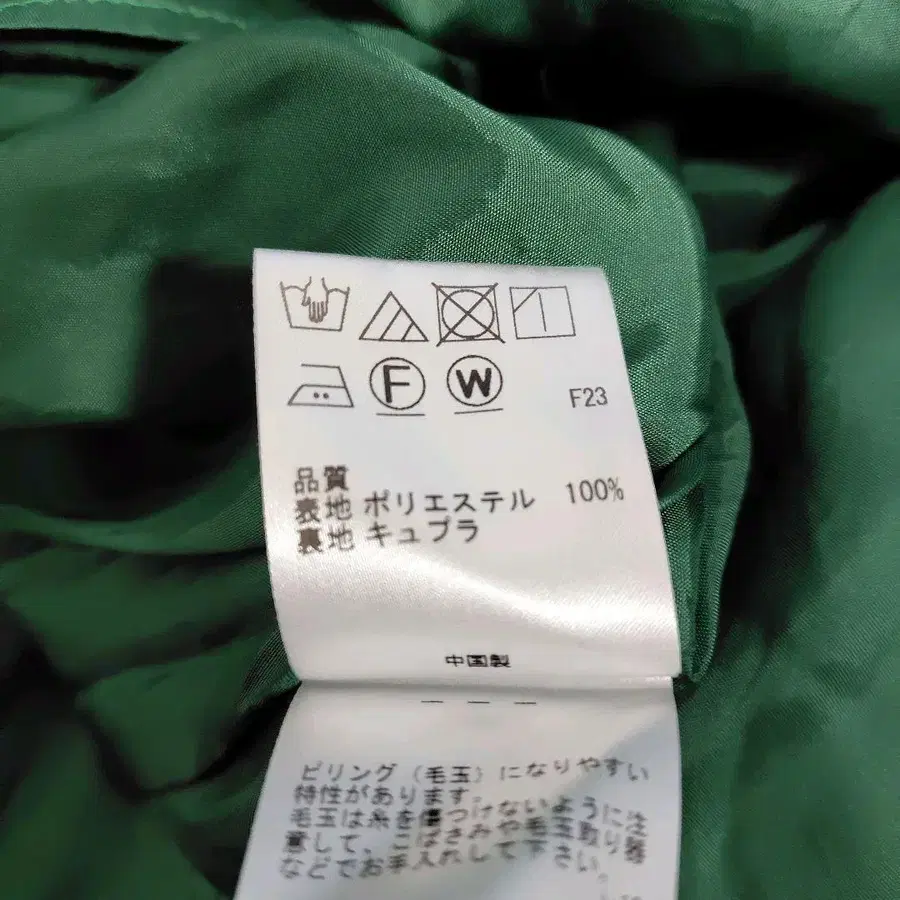 F
W
F23
品質
表地 ポリエステル 100%
裏地 キュプラ
中国製
ピリング（毛玉）になりやすい
特性があります。
毛玉は糸を傷つけないように注
意して、こばさみや毛玉取り器
などでお手入れして下さい。